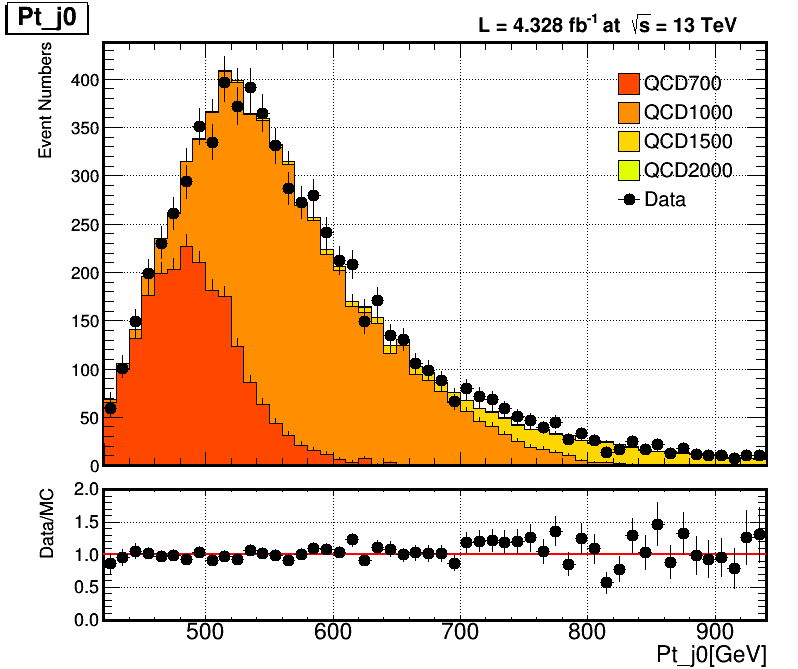 Pt_j0
L = 4.328 fb⁻¹ at √s = 13 TeV
Event Numbers
400
350
300
250
200
150
100
50
0
QCD700
QCD1000
QCD1500
QCD2000
Data
Data/MC
2.0
1.5
1.0
0.5
0.0
500 600 700 800 900
Pt_j0[GeV]